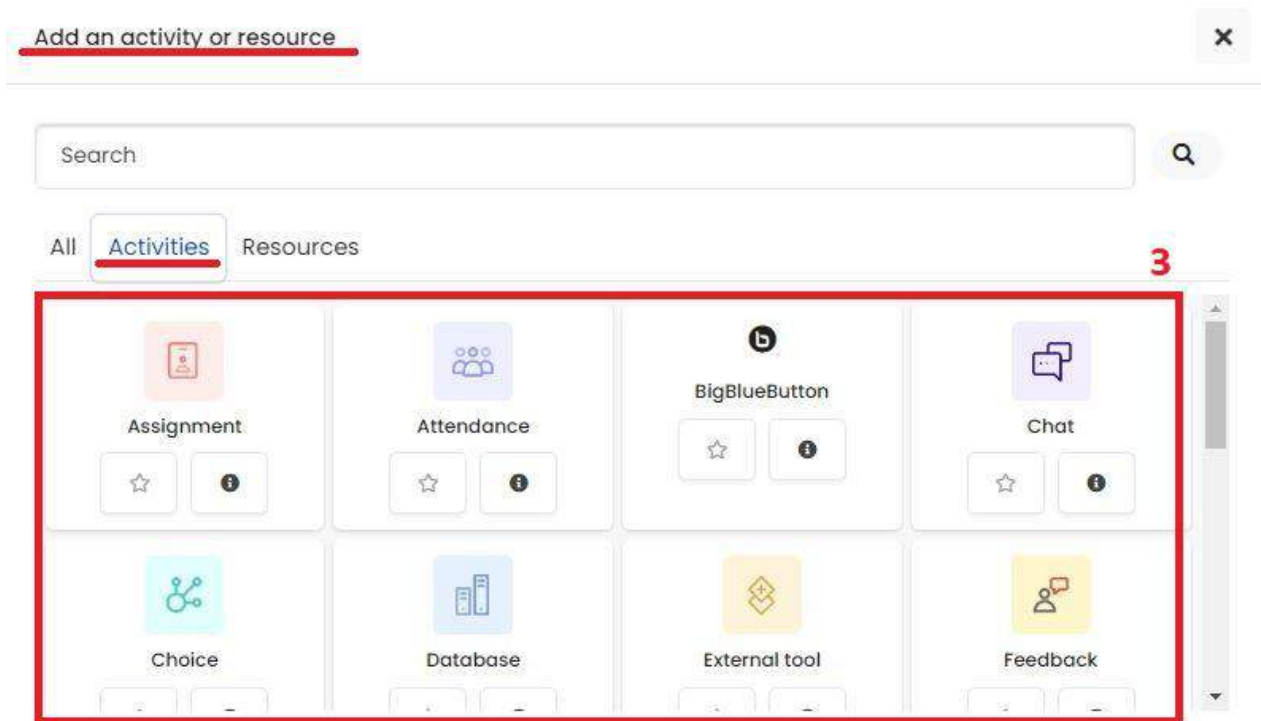 Add an activity or resource
Search
All Activities Resources
3
Assignment Attendance BigBlueButton Chat
Choice Database External tool Feedback